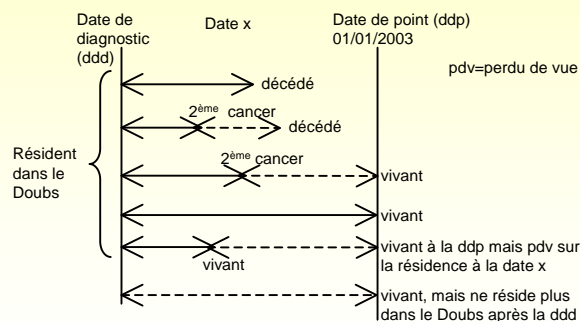 Date de
diagnostic
(ddd)
Date x
Date de point (ddp)
01/01/2003
pdv=perdu de vue
décédé
2ème cancer
décédé
Résident
dans le
Doubs
2ème cancer
vivant
vivant
vivant
vivant à la ddp mais pdv sur
la résidence à la date x
vivant, mais ne réside plus
dans le Doubs après la ddd